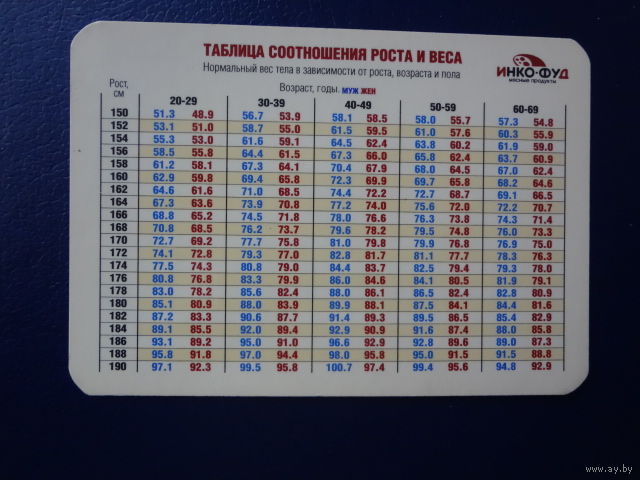 ТАБЛИЦА СООТНОШЕНИЯ РОСТА И ВЕСА
Нормальный вес тела в зависимости от роста, возраста и пола
ИНКО-ФУД
мясные продукты
Рост, см
Возраст, годы. МУЖ ЖЕН
20-29 30-39 40-49 50-59 60-69
150 51.3 48.9 56.7 53.9 58.1 58.5 58.0 55.7 57.3 54.8
152 53.1 51.0 58.7 55.0 61.5 59.5 61.0 57.6 60.3 55.9
154 55.3 53.0 61.6 59.1 64.5 62.4 63.8 60.2 61.9 59.0
156 58.5 55.8 64.4 61.5 67.3 66.0 65.8 62.4 63.7 60.9
158 61.2 58.1 67.3 64.1 70.4 67.9 68.0 64.5 67.0 62.4
160 62.9 59.8 69.4 65.8 72.3 69.9 69.7 65.8 68.2 64.6
162 64.6 61.6 71.0 68.5 74.4 72.2 72.7 68.7 69.1 66.5
164 67.3 63.6 73.9 70.8 77.2 74.0 75.6 72.0 72.2 70.7
166 68.8 65.2 74.5 71.8 78.0 76.6 76.3 73.8 74.3 71.4
168 70.8 68.5 76.2 73.7 79.6 78.2 79.5 74.8 76.0 73.3
170 72.7 69.2 77.7 75.8 81.0 79.8 79.9 76.8 76.9 75.0
172 74.1 72.8 79.3 77.0 82.8 81.7 81.1 77.7 78.3 76.3
174 77.5 74.3 80.8 79.0 84.4 83.7 82.5 79.4 79.3 78.0
176 80.8 76.8 83.3 79.9 86.0 84.6 84.1 80.5 81.9 79.1
178 83.0 78.2 85.6 82.4 88.0 86.1 86.5 82.4 82.8 80.9
180 85.1 80.9 88.0 83.9 89.9 88.1 87.5 84.1 84.4 81.6
182 87.2 83.3 90.6 87.7 91.4 89.3 89.5 86.5 85.4 82.9
184 89.1 85.5 92.0 89.4 92.9 90.9 91.6 87.4 88.0 85.8
186 93.1 89.2 95.0 91.0 96.6 92.9 92.8 89.6 89.0 87.3
188 95.8 91.8 97.0 94.4 98.0 95.8 95.0 91.5 91.5 88.8
190 97.1 92.3 99.5 95.8 100.7 97.4 99.4 95.6 94.8 92.9
www.ay.by